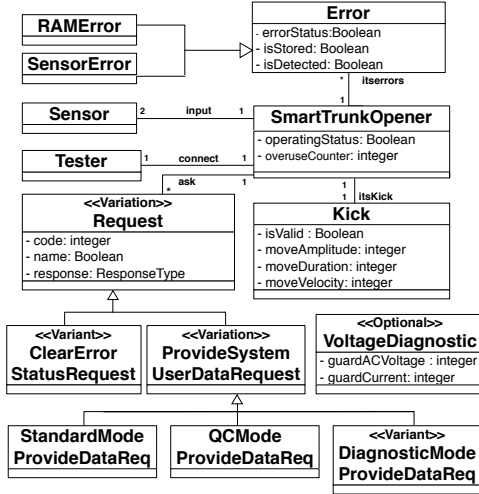 RAMError
SensorError
Error
- errorStatus:Boolean
- isStored: Boolean
- isDetected: Boolean
* itserrors
1
Sensor
2 input 1
SmartTrunkOpener
- operatingStatus: Boolean
- overuseCounter: integer
Tester
1 connect 1
ask 1
*
1
1 itsKick
<<Variation>>
Request
- code: integer
- name: Boolean
- response: ResponseType
Kick
- isValid : Boolean
- moveAmplitude: integer
- moveDuration: integer
- moveVelocity: integer
<<Variant>>
ClearError
StatusRequest
<<Variation>>
ProvideSystem
UserDataRequest
<<Optional>>
VoltageDiagnostic
- guardACVoltage : integer
- guardCurrent: integer
StandardMode
ProvideDataReq
QCMode
ProvideDataReq
<<Variant>>
DiagnosticMode
ProvideDataReq